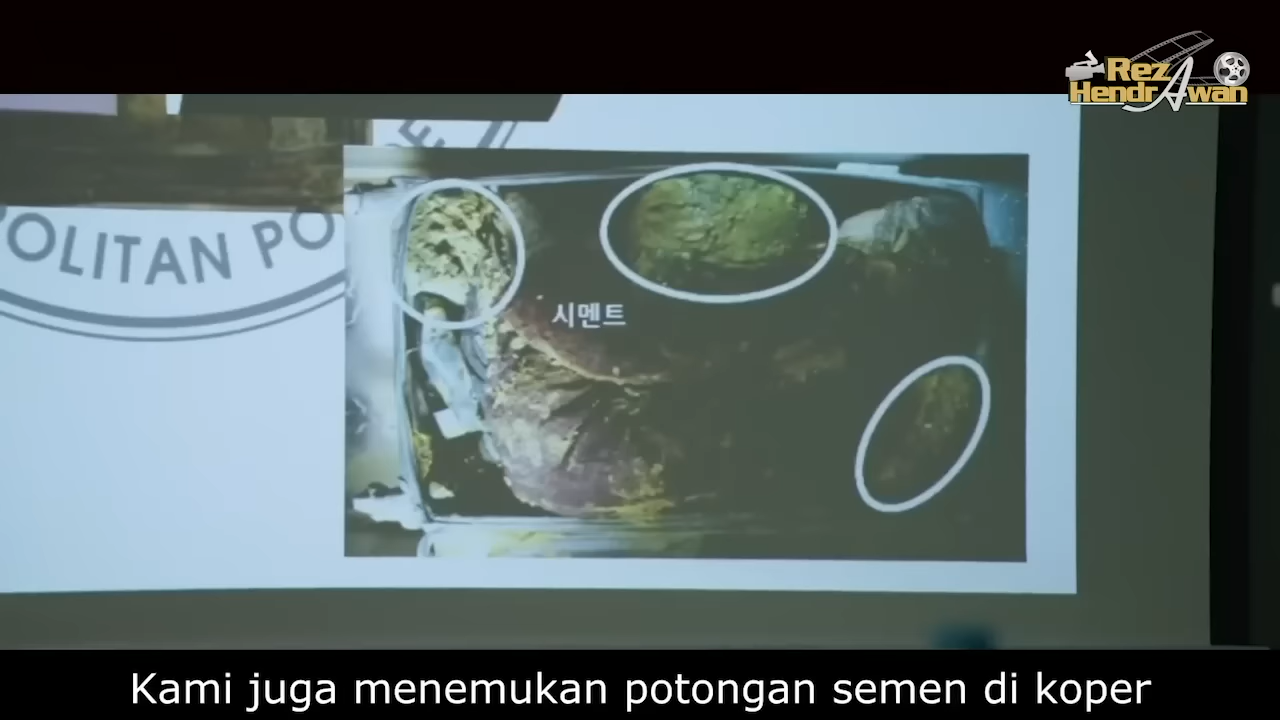 Rez
HendrAwan
OLITAN PO
시멘트
Kami juga menemukan potongan semen di koper